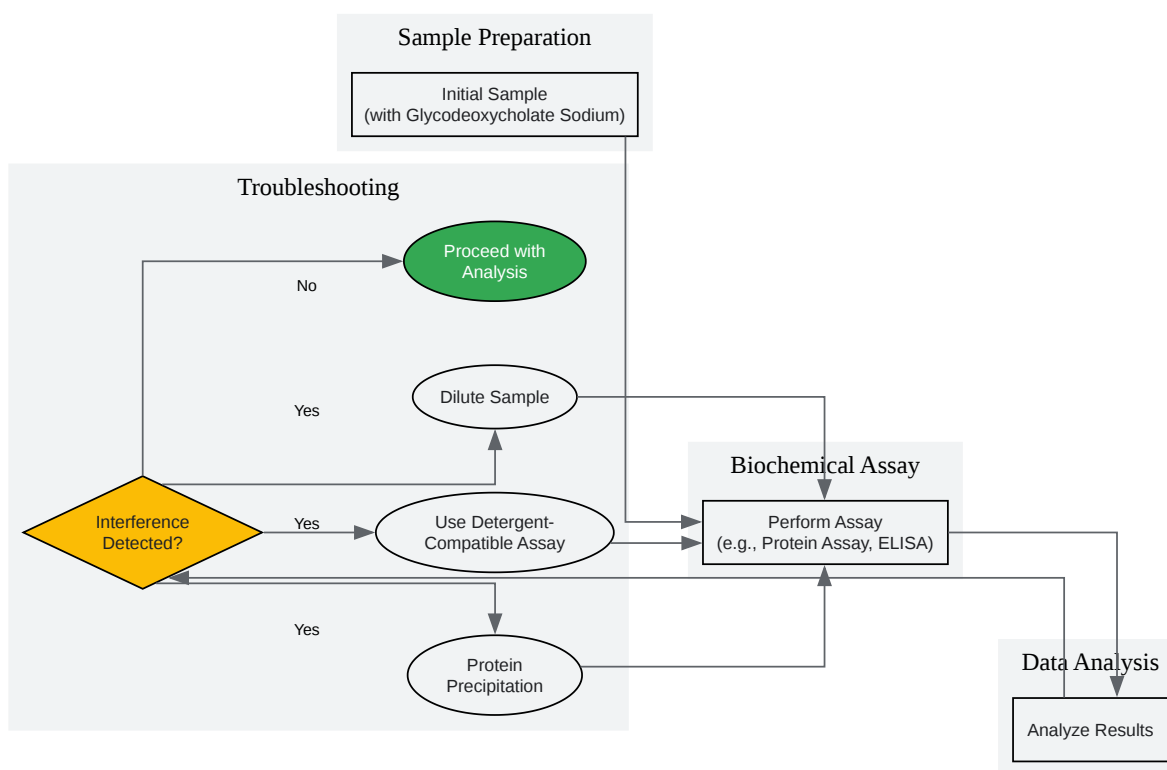 Sample Preparation
Initial Sample
(with Glycodeoxycholate Sodium)
Troubleshooting
Proceed with
Analysis
No
Dilute Sample
Yes
Biochemical Assay
Interference
Detected?
Yes
Use Detergent-
Compatible Assay
Perform Assay
(e.g., Protein Assay, ELISA)
Yes
Protein
Precipitation
Data Analysis
Analyze Results